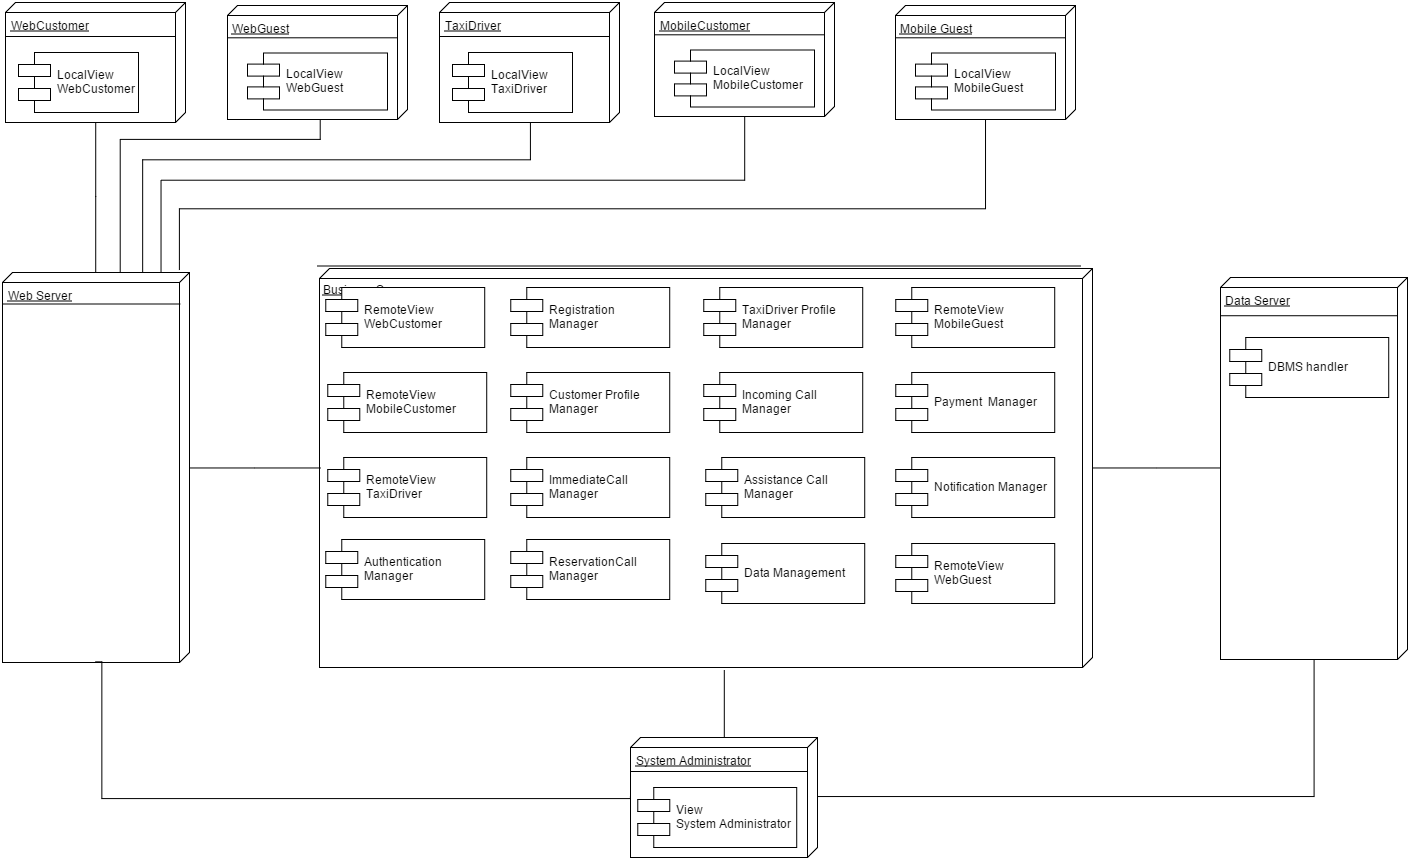 WebCustomer
LocalView
WebCustomer
WebGuest
LocalView
WebGuest
TaxiDriver
LocalView
TaxiDriver
MobileCustomer
LocalView
MobileCustomer
Mobile Guest
LocalView
MobileGuest
Web Server
RemoteView
WebCustomer
Registration
Manager
TaxiDriver Profile
Manager
RemoteView
MobileGuest
RemoteView
MobileCustomer
Customer Profile
Manager
Incoming Call
Manager
Payment Manager
RemoteView
TaxiDriver
ImmediateCall
Manager
Assistance Call
Manager
Notification Manager
Authentication
Manager
ReservationCall
Manager
Data Management
RemoteView
WebGuest
Data Server
DBMS handler
System Administrator
View
System Administrator